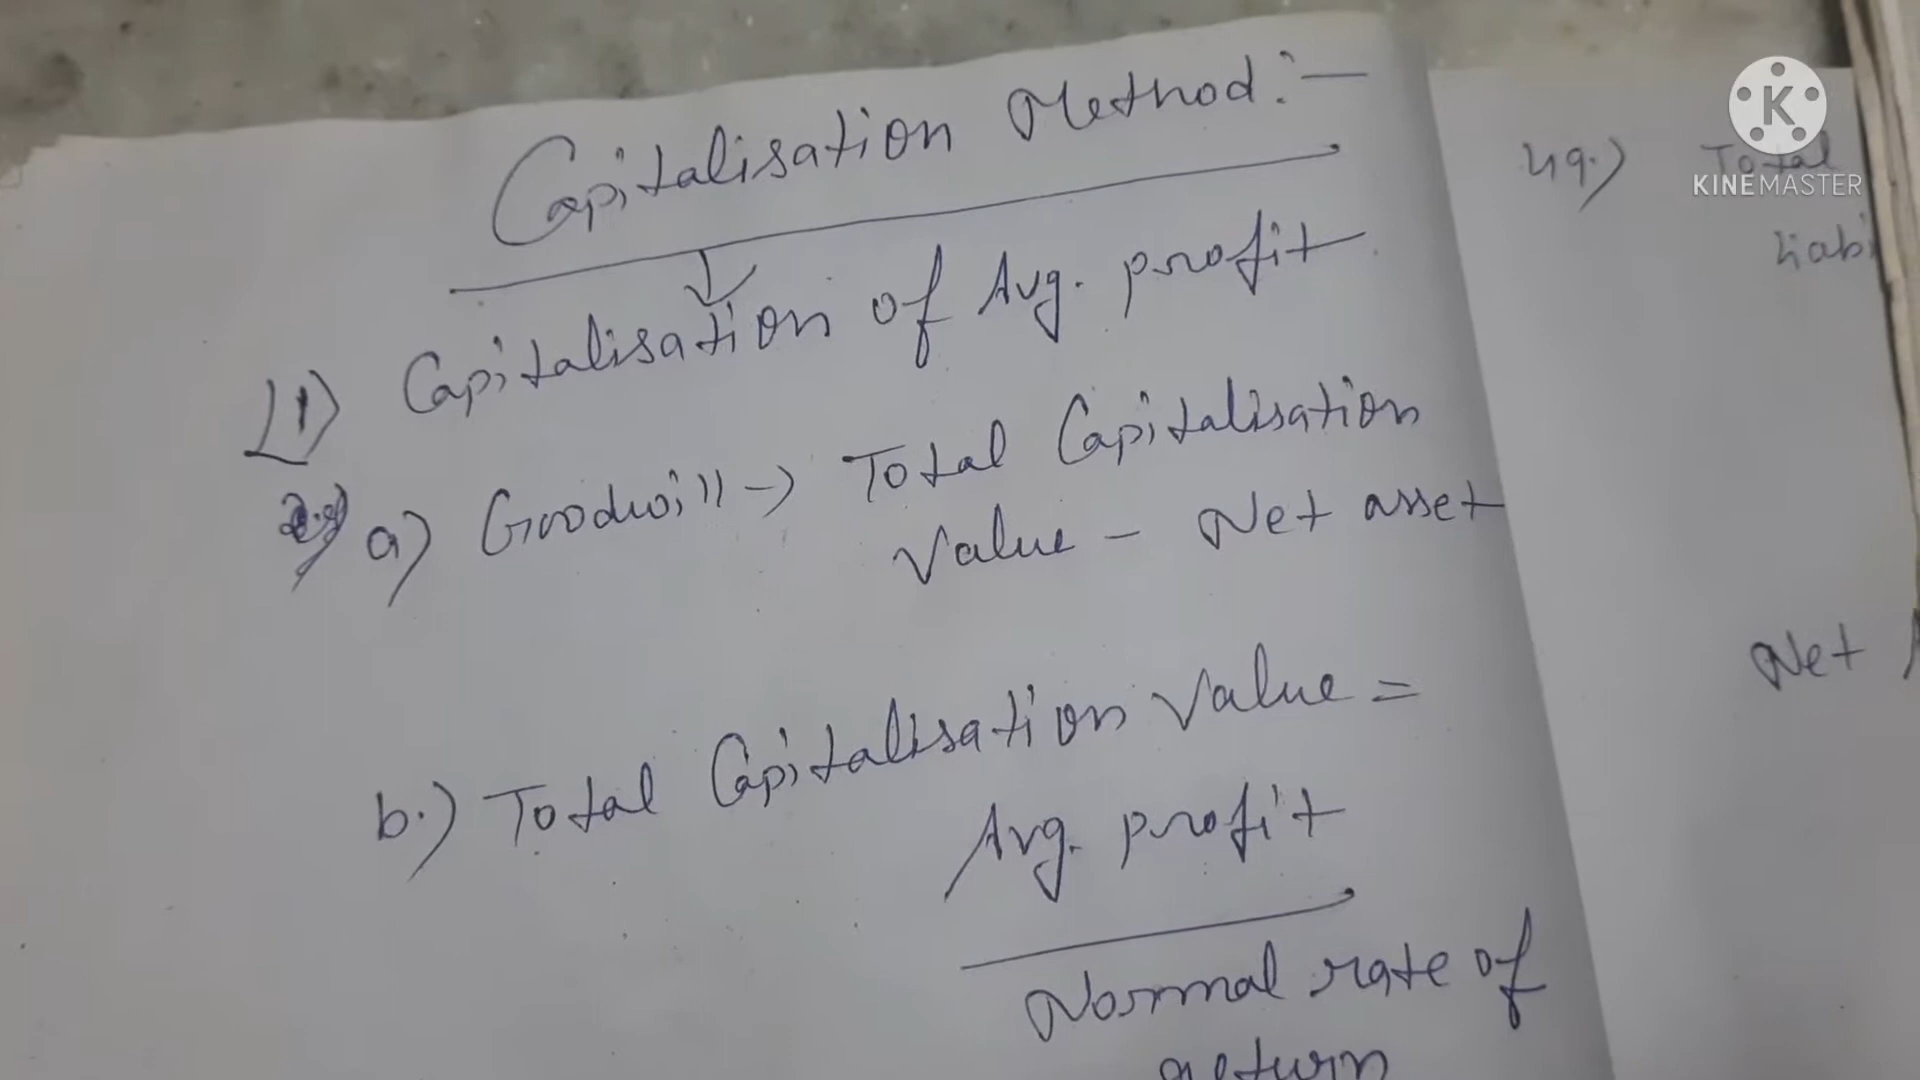 Capitalisation Method:-
(1) Capitalisation of Avg. profit
a) Goodwill -> Total Capitalisation
Value - Net asset
b.) Total Capitalisation Value =
Avg. profit
Normal rate of
return
49.) Total
Liabi
Net
K
KINEMASTER